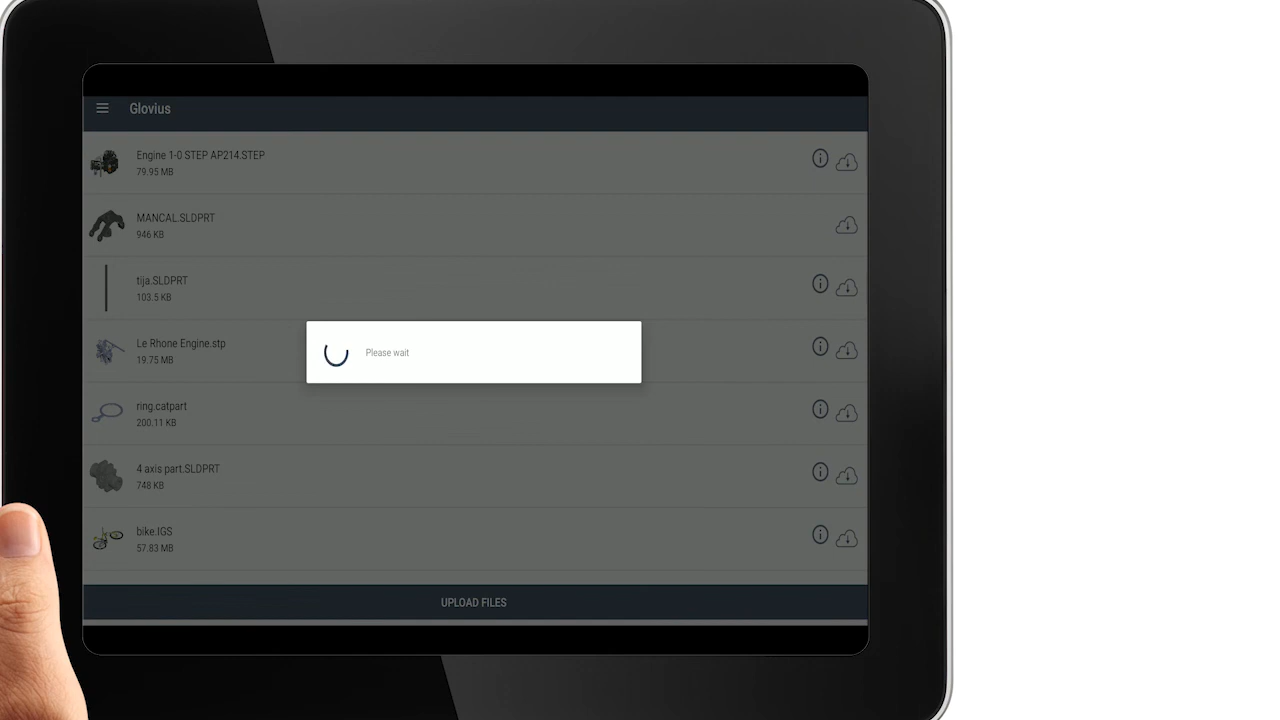 Glovius
Engine 1-0 STEP AP214.STEP
79.95 MB
MANCAL.SLDPRT
946 KB
tija.SLDPRT
103.5 KB
Le Rhone Engine.stp
19.75 MB
Please wait
ring.catpart
200.11 KB
4 axis part.SLDPRT
748 KB
bike.IGS
57.83 MB
UPLOAD FILES